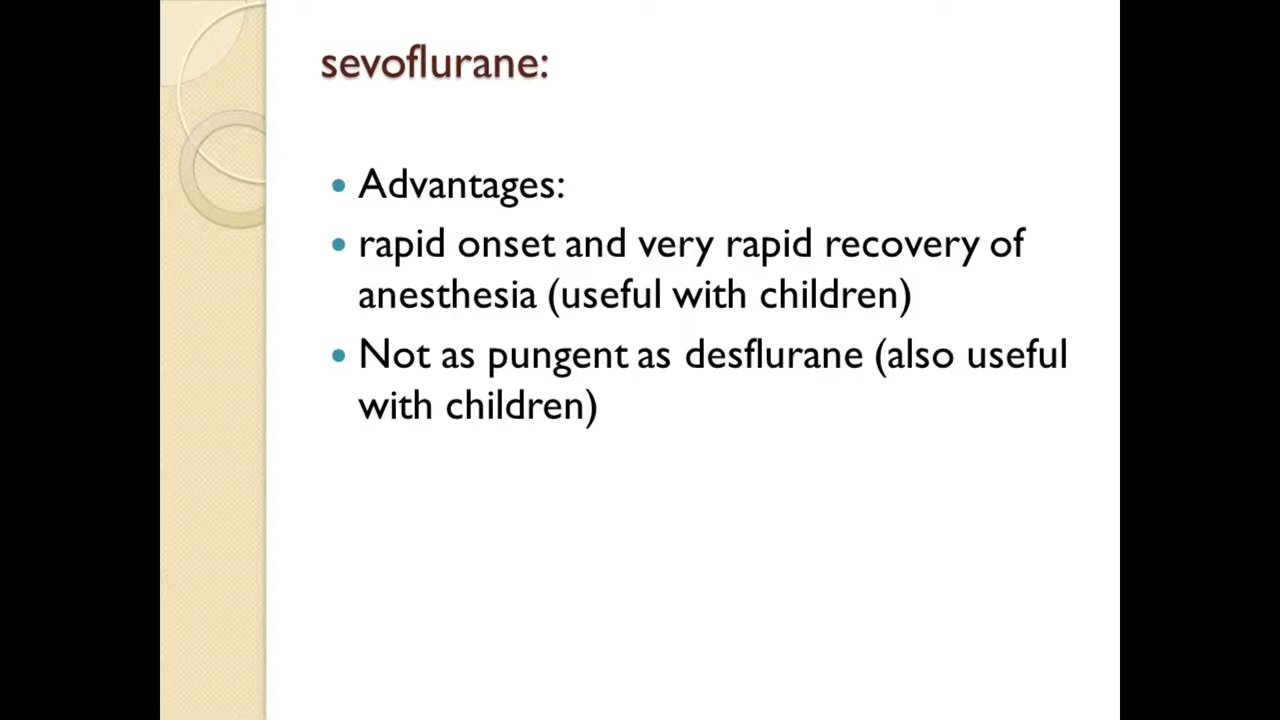 sevoflurane:
• Advantages:
• rapid onset and very rapid recovery of
anesthesia (useful with children)
• Not as pungent as desflurane (also useful
with children)